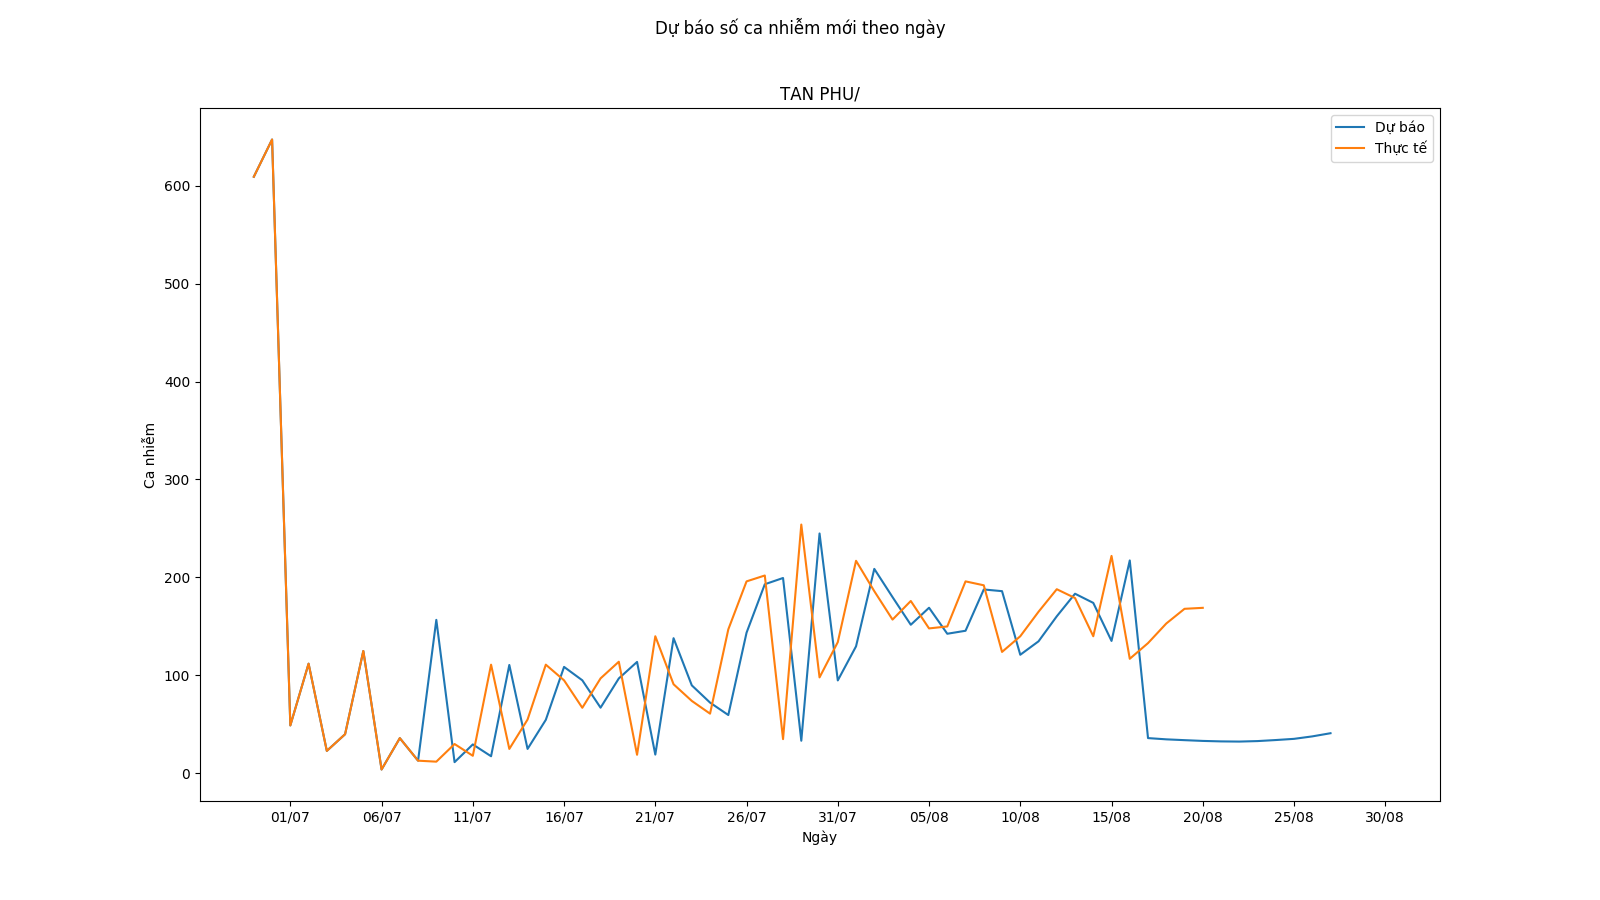 Dự báo số ca nhiễm mới theo ngày
TAN PHU/
Dự báo
Thực tế
600
500
400
300
200
100
0
Ca nhiễm
01/07 06/07 11/07 16/07 21/07 26/07 31/07 05/08 10/08 15/08 20/08 25/08 30/08
Ngày